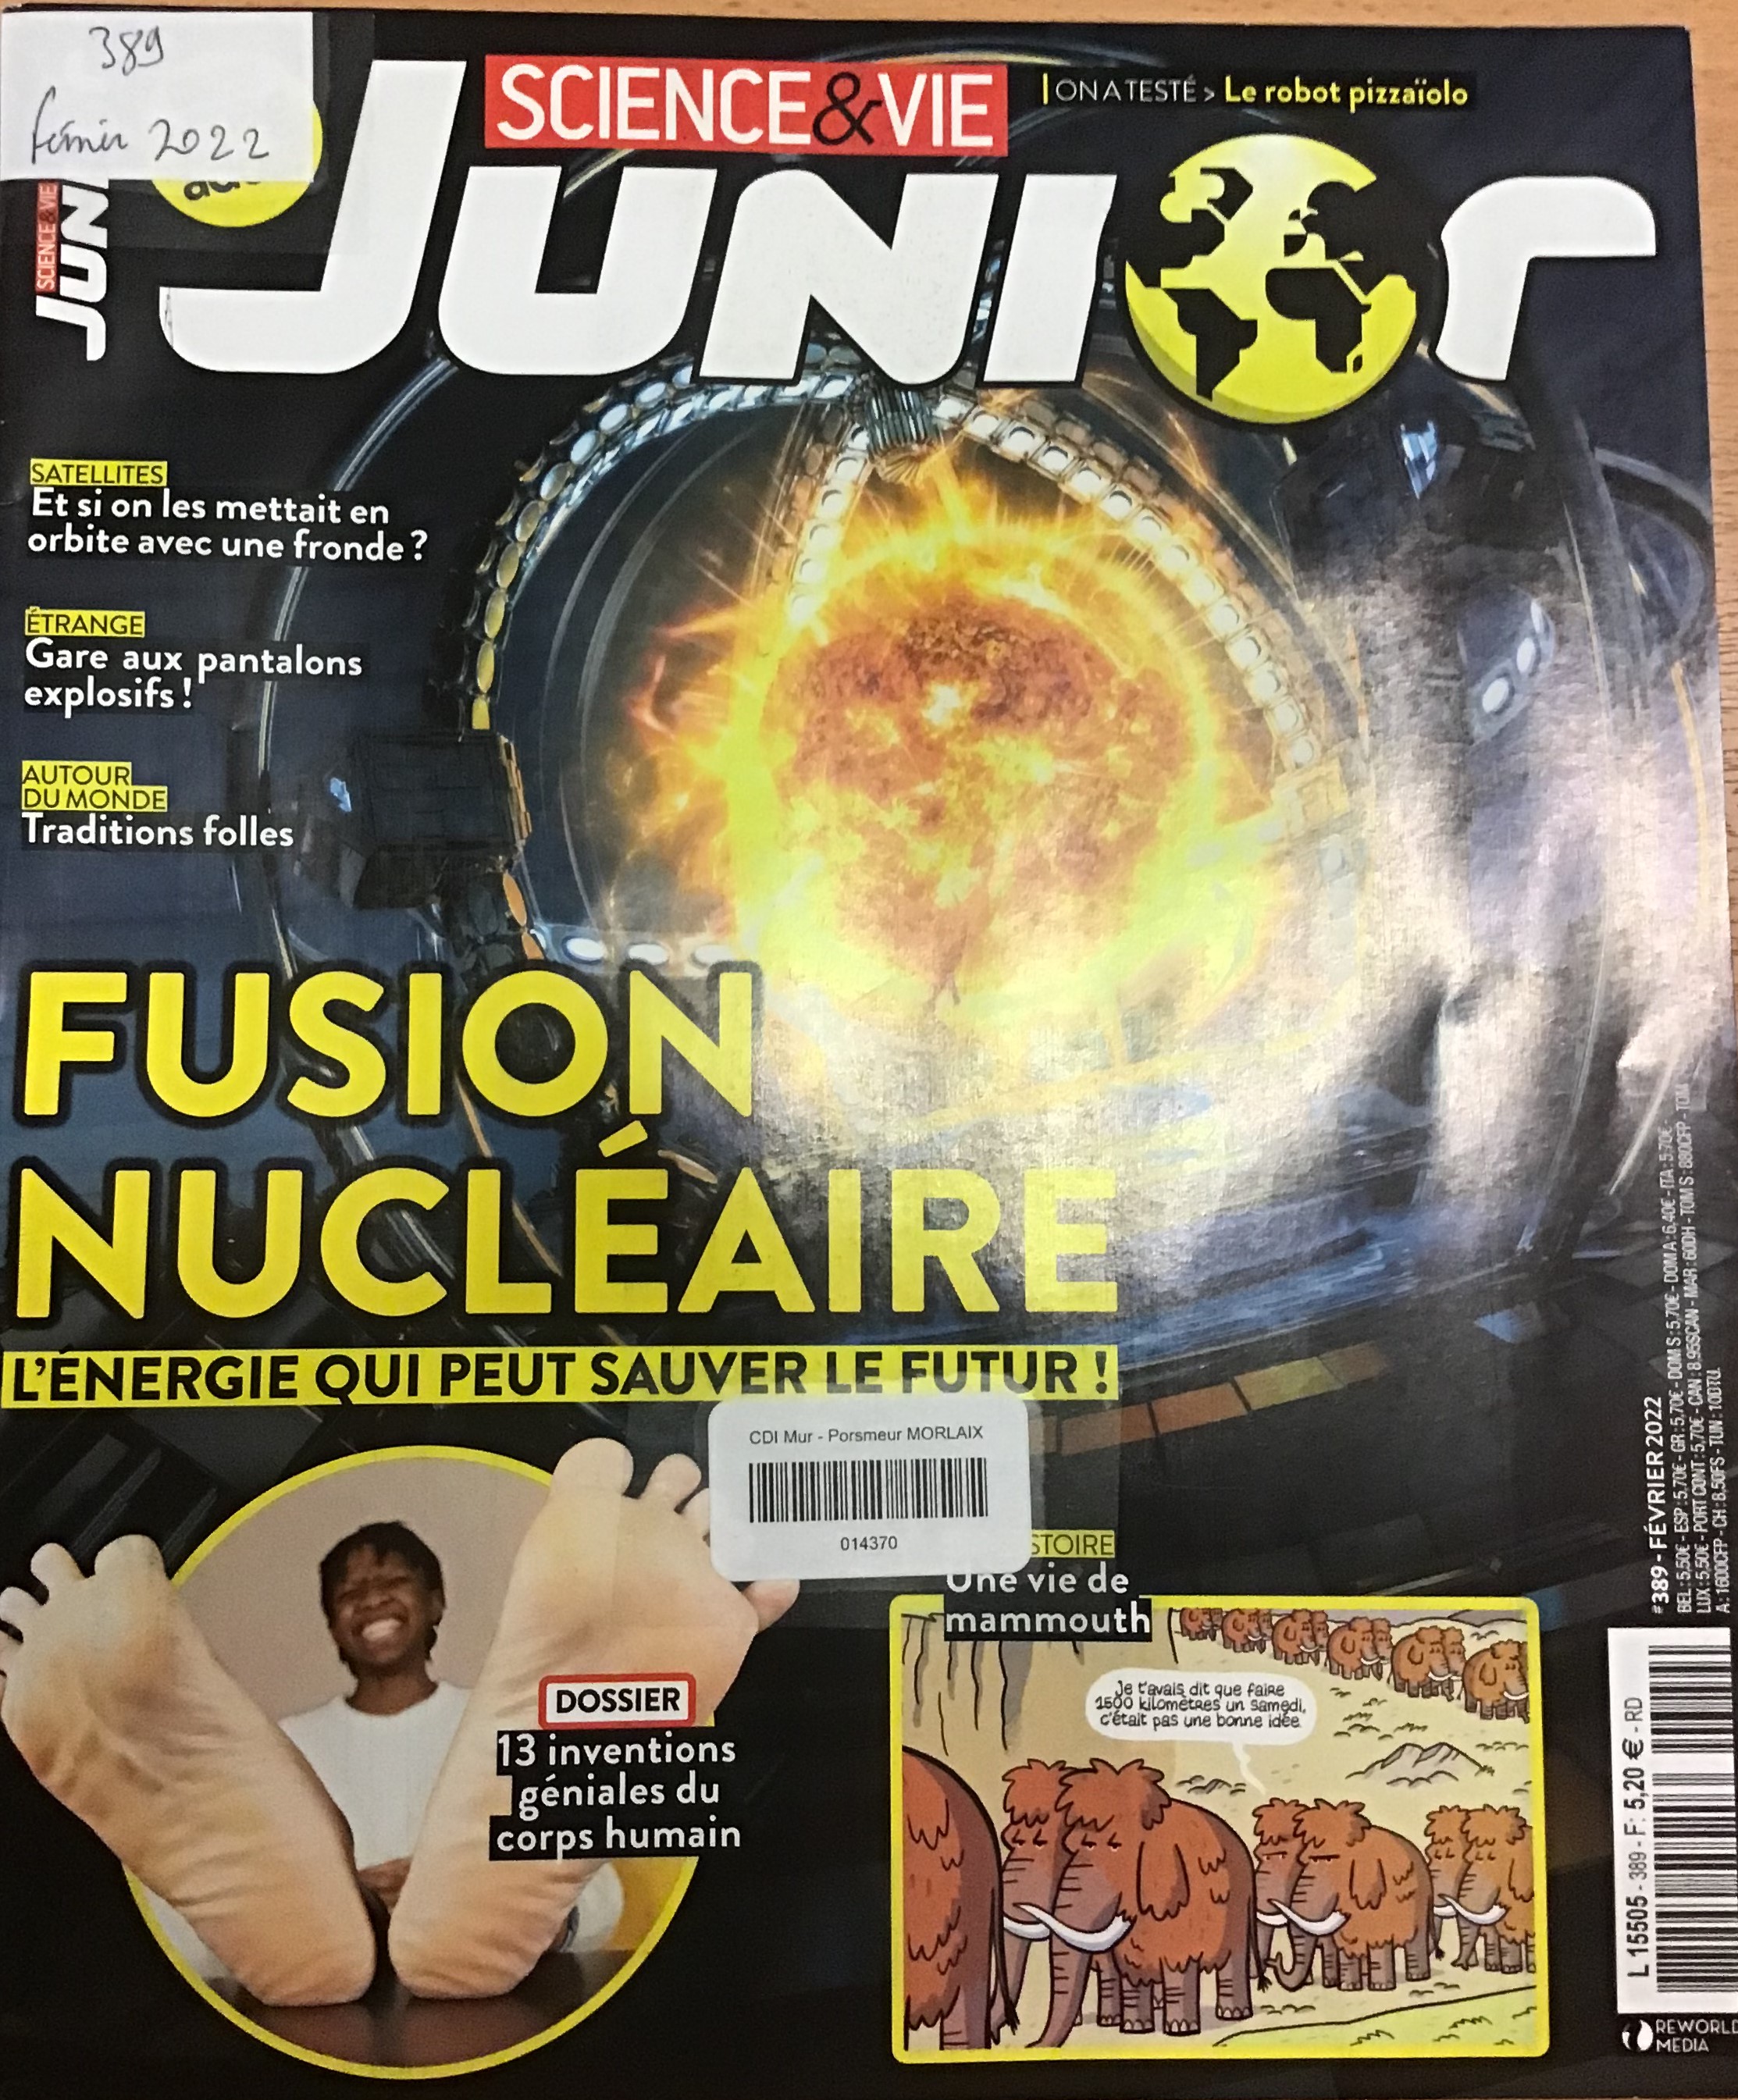 389
février 2022
SCIENCE&VIE
JUNIOR
ON A TESTÉ > Le robot pizzaïolo
SCIENCE&VIE
SATELLITES
Et si on les mettait en
orbite avec une fronde ?
ÉTRANGE
Gare aux pantalons
explosifs !
AUTOUR
DU MONDE
Traditions folles
FUSION
NUCLÉAIRE
L'ÉNERGIE QUI PEUT SAUVER LE FUTUR !
CDI Mur - Porsmeur MORLAIX
014370
STOIRE
Une vie de
mammouth
Je t'avais dit que faire
1500 kilomètres un samedi,
c'était pas une bonne idée.
DOSSIER
13 inventions
géniales du
corps humain
#389 - FÉVRIER 2022
BEL : 5,50€ - ESP : 5,70€ - GR : 5,70€ - DOM S : 5,70€ - DOM A : 6,40€ - ITA : 5,70€ -
LUX : 5,50€ - PORT CONT : 5,70€ - CAN : 8,95$CAN - MAR : 60DH - TOM S : 880CFP - TOM
A : 1600CFP - CH : 8,50FS - TUN : 10DTU
L 15505 - 389 - F: 5,20 € - RD
REWORLD
MEDIA